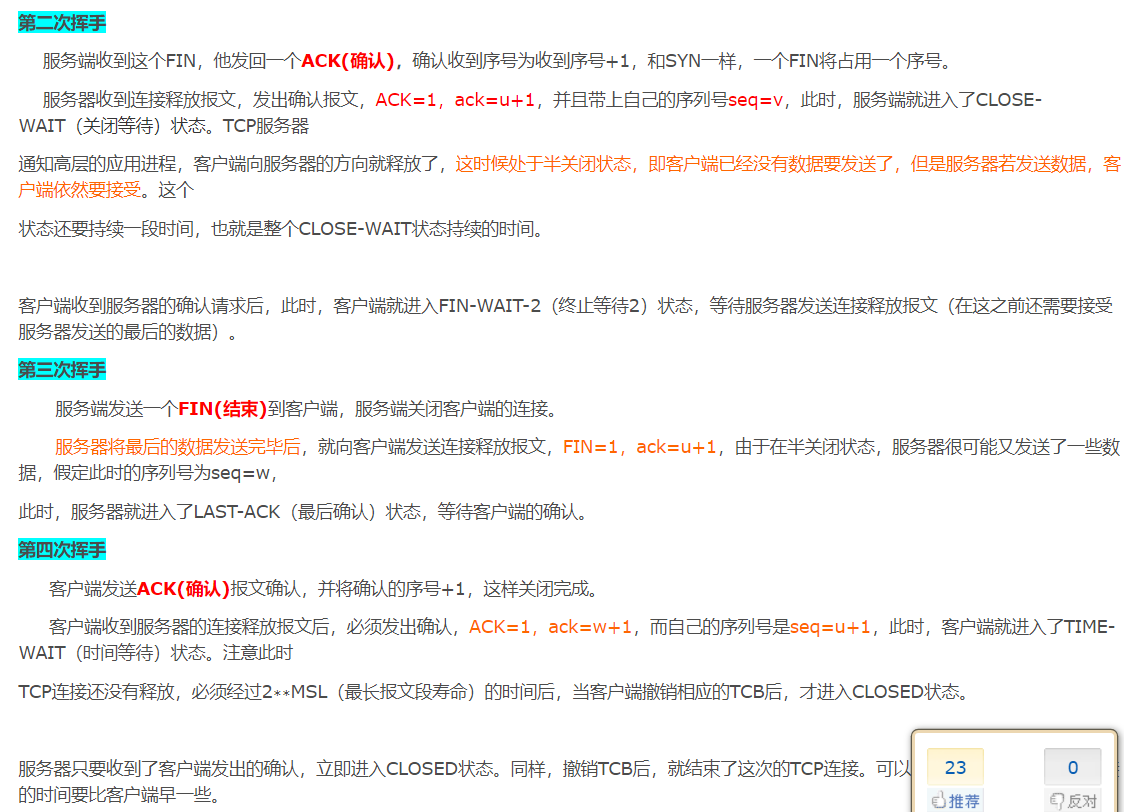 第二次挥手
服务端收到这个FIN，他发回一个ACK(确认)，确认收到序号为收到序号+1，和SYN一样，一个FIN将占用一个序号。
服务器收到连接释放报文，发出确认报文，ACK=1，ack=u+1，并且带上自己的序列号seq=v，此时，服务端就进入了CLOSE-
WAIT（关闭等待）状态。TCP服务器
通知高层的应用进程，客户端向服务器的方向就释放了，这时候处于半关闭状态，即客户端已经没有数据要发送了，但是服务器若发送数据，客
户端依然要接受。这个
状态还要持续一段时间，也就是整个CLOSE-WAIT状态持续的时间。
客户端收到服务器的确认请求后，此时，客户端就进入FIN-WAIT-2（终止等待2）状态，等待服务器发送连接释放报文（在这之前还需要接受
服务器发送的最后的数据）。
第三次挥手
服务端发送一个FIN(结束)到客户端，服务端关闭客户端的连接。
服务器将最后的数据发送完毕后，就向客户端发送连接释放报文，FIN=1，ack=u+1，由于在半关闭状态，服务器很可能又发送了一些数
据，假定此时的序列号为seq=w，
此时，服务器就进入了LAST-ACK（最后确认）状态，等待客户端的确认。
第四次挥手
客户端发送ACK(确认)报文确认，并将确认的序号+1，这样关闭完成。
客户端收到服务器的连接释放报文后，必须发出确认，ACK=1，ack=w+1，而自己的序列号是seq=u+1，此时，客户端就进入了TIME-
WAIT（时间等待）状态。注意此时
TCP连接还没有释放，必须经过2**MSL（最长报文段寿命）的时间后，当客户端撤销相应的TCB后，才进入CLOSED状态。
服务器只要收到了客户端发出的确认，立即进入CLOSED状态。同样，撤销TCB后，就结束了这次的TCP连接。可以
的时间要比客户端早一些。
23
推荐
0
反对